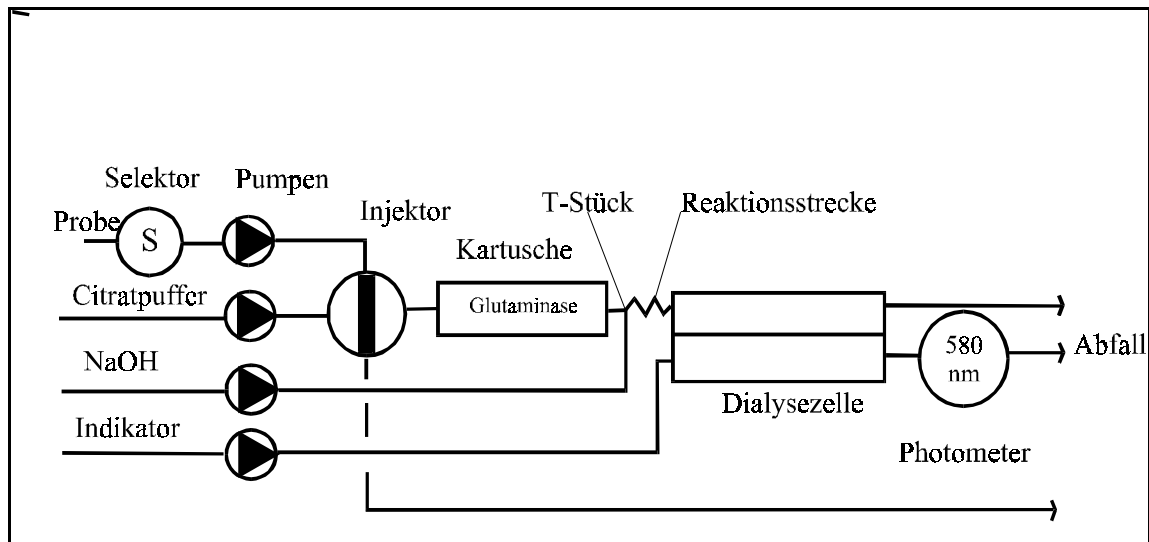 Selektor
Pumpen
Injektor
T-Stück
Reaktionsstrecke
Probe
S
Kartusche
Citratpuffer
Glutaminase
NaOH
580
nm
Abfall
Indikator
Dialysezelle
Photometer